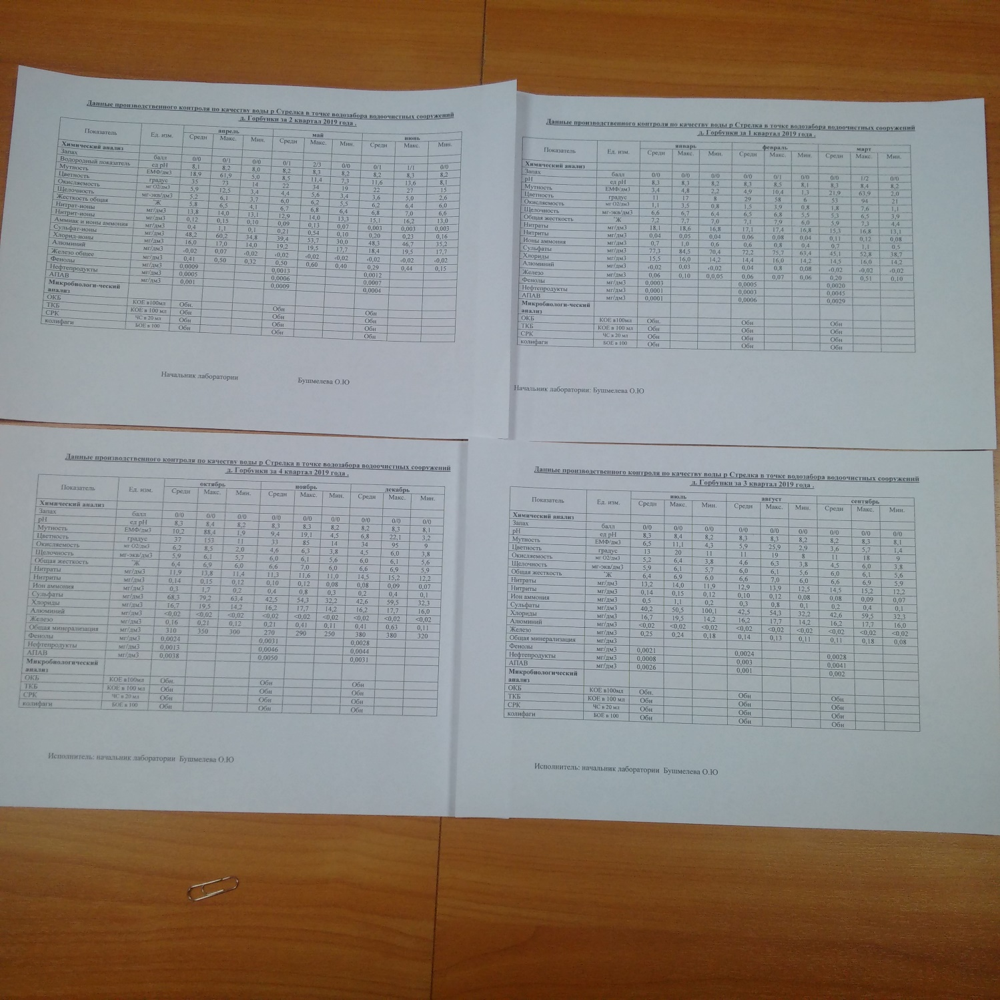 Данные производственного контроля по качеству воды р Стрелка в точке водозабора водоочистных сооружений
д. Горбунки за 2 квартал 2019 года .
Показатель Ед. изм. апрель май июнь
Средн Макс. Мин. Средн Макс. Мин. Средн Макс. Мин.
Химический анализ
Запах балл 0/0 0/1 0/0 0/1 2/3 0/0 0/1 1/1 0/0
Водородный показатель ед рН 8,1 8,2 8,0 8,2 8,3 8,2 8,2 8,3 8,2
Мутность ЕМФ/дм3 18,9 61,9 5,0 8,5 11,4 7,3 11,6 13,6 8,1
Цветность градус 35 73 14 22 34 19 22 27 15
Окисляемость мг О2/дм3 5,9 12,5 3,4 4,4 5,6 3,4 3,6 5,0 2,6
Щелочность мг-экв/дм3 5,2 6,1 3,7 6,0 6,2 5,5 6,2 6,4 6,0
Жесткость общая °Ж 5,8 6,5 4,1 6,7 6,8 6,4 6,8 7,0 6,6
Нитрат-ионы мг/дм3 13,8 14,0 13,1 12,9 14,0 13,3 15,1 16,2 13,0
Нитрит-ионы мг/дм3 0,12 0,15 0,10 0,09 0,13 0,07 0,003 0,003 0,003
Аммиак и ионы аммония мг/дм3 0,4 1,1 0,1 0,21 0,54 0,10 0,20 0,23 0,16
Сульфат-ионы мг/дм3 48,2 60,2 34,8 39,4 53,7 30,0 48,3 46,7 35,2
Хлорид-ионы мг/дм3 16,0 17,0 14,0 19,2 19,5 17,7 18,4 19,5 17,7
Алюминий мг/дм3 <0,02 0,07 <0,02 <0,02 <0,02 <0,02 <0,02 <0,02 <0,02
Железо общее мг/дм3 0,41 0,50 0,32 0,50 0,60 0,40 0,29 0,44 0,15
Фенолы мг/дм3 0,0009 0,0013 0,0012
Нефтепродукты мг/дм3 0,0005 0,0006 0,0007
АПАВ мг/дм3 0,001 0,0009 0,0004
Микробиологи-ческий
анализ
ОКБ КОЕ в100мл Обн. Обн Обн
ТКБ КОЕ в 100 мл Обн Обн Обн
СРК ЧС в 20 мл Обн Обн Обн
колифаги БОЕ в 100 Обн Обн Обн
Начальник лаборатории Бушмелева О.Ю
Данные производственного контроля по качеству воды р Стрелка в точке водозабора водоочистных сооружений
д. Горбунки за 1 квартал 2019 года .
Показатель Ед. изм. январь февраль март
Средн Макс. Мин. Средн Макс. Мин. Средн Макс. Мин.
Химический анализ
Запах балл 0/0 0/0 0/0 0/0 0/1 0/0 0/0 1/2 0/0
рН ед рН 8,3 8,3 8,2 8,3 8,5 8,1 8,3 8,4 8,2
Мутность ЕМФ/дм3 3,4 4,8 2,2 4,9 10,4 1,3 21,9 63,9 2,0
Цветность градус 11 17 8 29 58 6 53 94 21
Окисляемость мг О2/дм3 1,1 3,5 0,8 1,5 3,9 0,8 1,8 7,6 1,1
Щелочность мг-экв/дм3 6,6 6,7 6,4 6,5 6,8 5,5 5,3 6,5 3,9
Общая жесткость °Ж 7,2 7,7 7,0 7,1 7,9 6,0 5,9 7,3 4,4
Нитраты мг/дм3 18,1 18,6 16,8 17,1 17,4 16,8 15,3 16,8 13,1
Нитриты мг/дм3 0,04 0,05 0,04 0,06 0,08 0,04 0,11 0,12 0,08
Ионы аммония мг/дм3 0,7 1,0 0,6 0,6 0,8 0,4 0,7 1,1 0,5
Сульфаты мг/дм3 77,3 84,5 70,4 72,2 75,7 63,4 45,1 52,8 38,7
Хлориды мг/дм3 15,5 16,0 14,2 14,4 16,0 14,2 14,5 16,0 14,2
Алюминий мг/дм3 <0,02 0,03 <0,02 0,04 0,8 0,08 <0,02 <0,02 <0,02
Железо мг/дм3 0,06 0,10 0,0,05 0,06 0,07 0,06 0,20 0,51 0,10
Фенолы мг/дм3 0,0003 0,0005 0,0020
Нефтепродукты мг/дм3 0,0001 0,0003 0,0045
АПАВ мг/дм3 0,0001 0,0006 0,0029
Микробиологи-ческий
анализ
ОКБ КОЕ в100мл Обн. Обн Обн
ТКБ КОЕ в 100 мл Обн Обн Обн
СРК ЧС в 20 мл Обн Обн Обн
колифаги БОЕ в 100 Обн Обн Обн
Начальник лаборатории: Бушмелева О.Ю
Данные производственного контроля по качеству воды р Стрелка в точке водозабора водоочистных сооружений
д. Горбунки за 4 квартал 2019 года .
Показатель Ед. изм. октябрь ноябрь декабрь
Средн Макс. Мин. Средн Макс. Мин. Средн Макс. Мин.
Химический анализ
Запах балл 0/0 0/0 0/0 0/0 0/0 0/0 0/0 0/0 0/0
рН ед рН 8,3 8,4 8,2 8,3 8,3 8,2 8,2 8,3 8,1
Мутность ЕМФ/дм3 10,2 88,4 1,9 9,4 19,1 4,5 6,8 22,1 3,2
Цветность градус 37 153 11 33 85 14 34 95 9
Окисляемость мг О2/дм3 6,2 8,5 2,0 4,6 6,3 3,8 4,5 6,0 3,8
Щелочность мг-экв/дм3 5,9 6,1 5,7 6,0 6,1 5,6 6,0 6,1 5,6
Общая жесткость °Ж 6,4 6,9 6,0 6,6 7,0 6,0 6,6 6,9 5,9
Нитраты мг/дм3 11,9 13,8 11,4 11,3 11,6 11,0 14,5 15,2 12,2
Нитриты мг/дм3 0,14 0,15 0,12 0,10 0,12 0,08 0,08 0,09 0,07
Ион аммония мг/дм3 0,3 1,7 0,2 0,4 0,8 0,3 0,2 0,4 0,1
Сульфаты мг/дм3 68,3 79,2 63,4 42,5 54,3 32,2 42,6 59,5 32,3
Хлориды мг/дм3 16,7 19,5 14,2 16,2 17,7 14,2 16,2 17,7 16,0
Алюминий мг/дм3 <0,02 <0,02 <0,02 <0,02 <0,02 <0,02 <0,02 <0,02 <0,02
Железо мг/дм3 0,16 0,21 0,12 0,21 0,41 0,11 0,41 0,63 0,11
Общая минерализация мг/дм3 310 350 300 270 290 250 380 380 320
Фенолы мг/дм3 0,0024 0,0031 0,0028
Нефтепродукты мг/дм3 0,0013 0,0046 0,0044
АПАВ мг/дм3 0,0038 0,0050 0,0031
Микробиологический
анализ
ОКБ КОЕ в100мл Обн. Обн Обн
ТКБ КОЕ в 100 мл Обн Обн Обн
СРК ЧС в 20 мл Обн Обн Обн
колифаги БОЕ в 100 Обн Обн Обн
Исполнитель: начальник лаборатории Бушмелева О.Ю
Данные производственного контроля по качеству воды р Стрелка в точке водозабора водоочистных сооружений
д. Горбунки за 3 квартал 2019 года .
Показатель Ед. изм. июль август сентябрь
Средн Макс. Мин. Средн Макс. Мин. Средн Макс. Мин.
Химический анализ
Запах балл 0/0 0/0 0/0 0/0 0/0 0/0 0/0 0/0 0/0
рН ед рН 8,3 8,4 8,2 8,3 8,3 8,2 8,2 8,3 8,1
Мутность ЕМФ/дм3 6,5 11,1 4,3 5,9 25,9 2,9 3,6 5,7 1,4
Цветность градус 13 20 11 11 19 8 11 18 9
Окисляемость мг О2/дм3 5,2 6,4 3,8 4,6 6,3 3,8 4,5 6,0 3,8
Щелочность мг-экв/дм3 5,9 6,1 5,7 6,0 6,1 5,6 6,0 6,1 5,6
Общая жесткость °Ж 6,4 6,9 6,0 6,6 7,0 6,0 6,6 6,9 5,9
Нитраты мг/дм3 13,2 14,0 11,9 12,9 13,9 12,5 14,5 15,2 12,2
Нитриты мг/дм3 0,14 0,15 0,12 0,10 0,12 0,08 0,08 0,09 0,07
Ион аммония мг/дм3 0,5 1,1 0,2 0,3 0,8 0,1 0,2 0,4 0,1
Сульфаты мг/дм3 40,2 50,5 100,1 42,5 54,3 32,2 42,6 59,5 32,3
Хлориды мг/дм3 16,7 19,5 14,2 16,2 17,7 14,2 16,2 17,7 16,0
Алюминий мг/дм3 <0,02 <0,02 <0,02 <0,02 <0,02 <0,02 <0,02 <0,02 <0,02
Железо мг/дм3 0,25 0,24 0,18 0,14 0,13 0,11 0,11 0,18 0,08
Общая минерализация мг/дм3
Фенолы мг/дм3 0,0021 0,0024 0,0028
Нефтепродукты мг/дм3 0,0008 0,003 0,0041
АПАВ мг/дм3 0,0026 0,001 0,002
Микробиологический
анализ
ОКБ КОЕ в100мл Обн. Обн Обн
ТКБ КОЕ в 100 мл Обн Обн Обн
СРК ЧС в 20 мл Обн Обн Обн
колифаги БОЕ в 100 Обн Обн Обн
Исполнитель: начальник лаборатории Бушмелева О.Ю